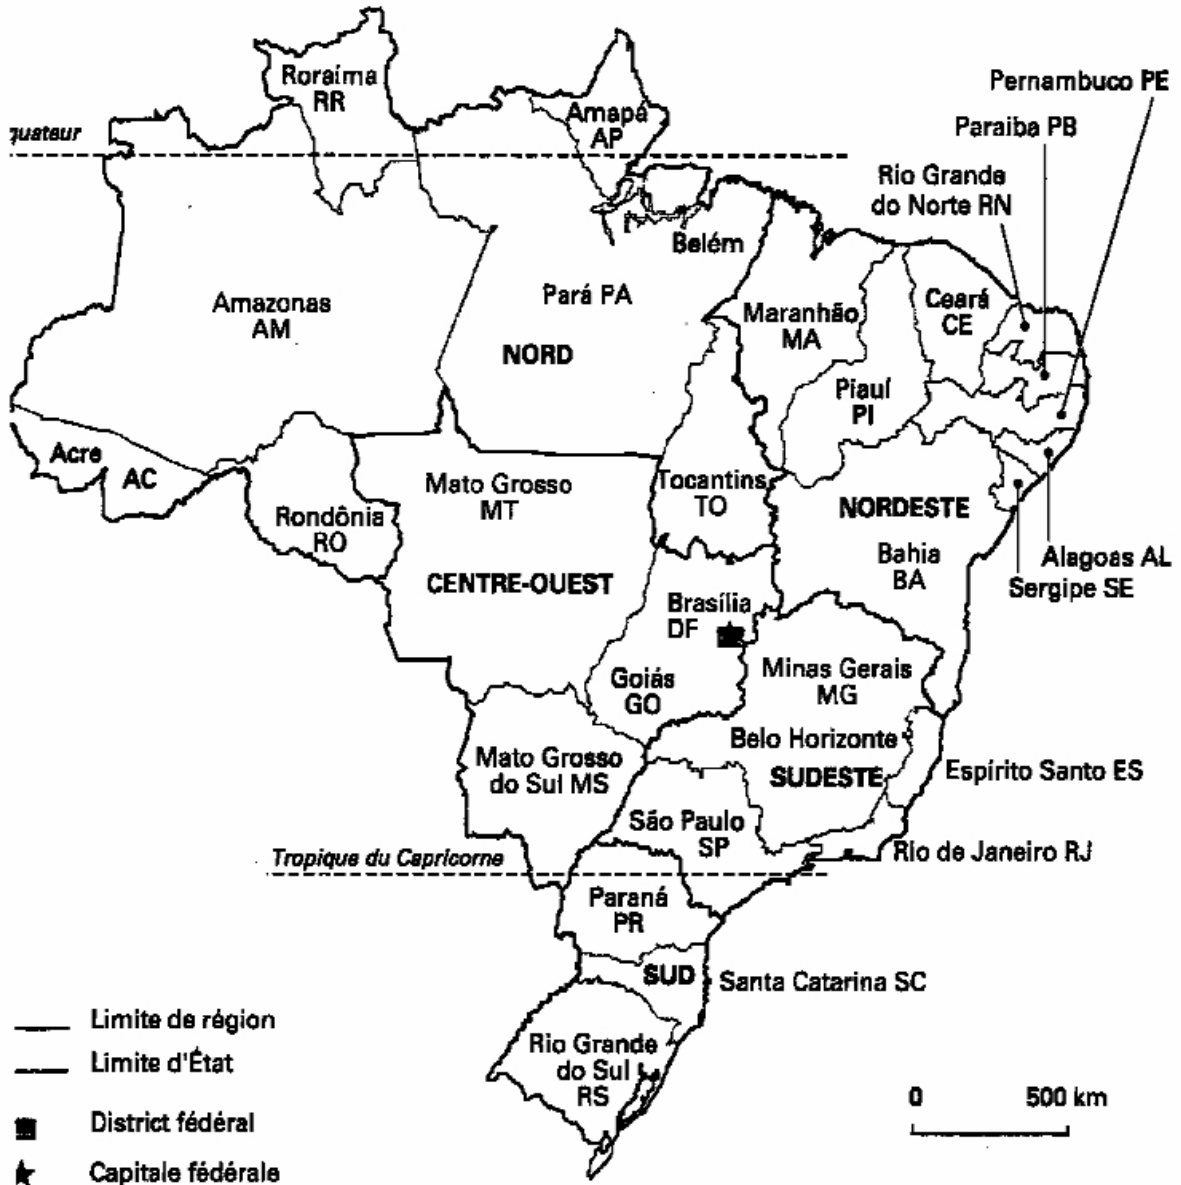 Roraíma
RR
Amapá
AP
Pernambuco PE
Paraiba PB
quateur
Rio Grande
do Norte RN
Belém
Amazonas
AM
Pará PA
Maranhão
MA
Ceará
CE
NORD
Piauí
PI
Acre
AC
Mato Grosso
MT
Tocantins
TO
NORDESTE
Rondônia
RO
Bahia
BA
Alagoas AL
Sergipe SE
CENTRE-OUEST
Brasília
DF
Goiás
GO
Minas Gerais
MG
Belo Horizonte
Mato Grosso
do Sul MS
SUDESTE
Espírito Santo ES
São Paulo
SP
Rio de Janeiro RJ
Tropique du Capricorne
Paraná
PR
SUD
Santa Catarina SC
Rio Grande
do Sul
RS
Limite de région
Limite d'État
District fédéral
Capitale fédérale
0 500 km